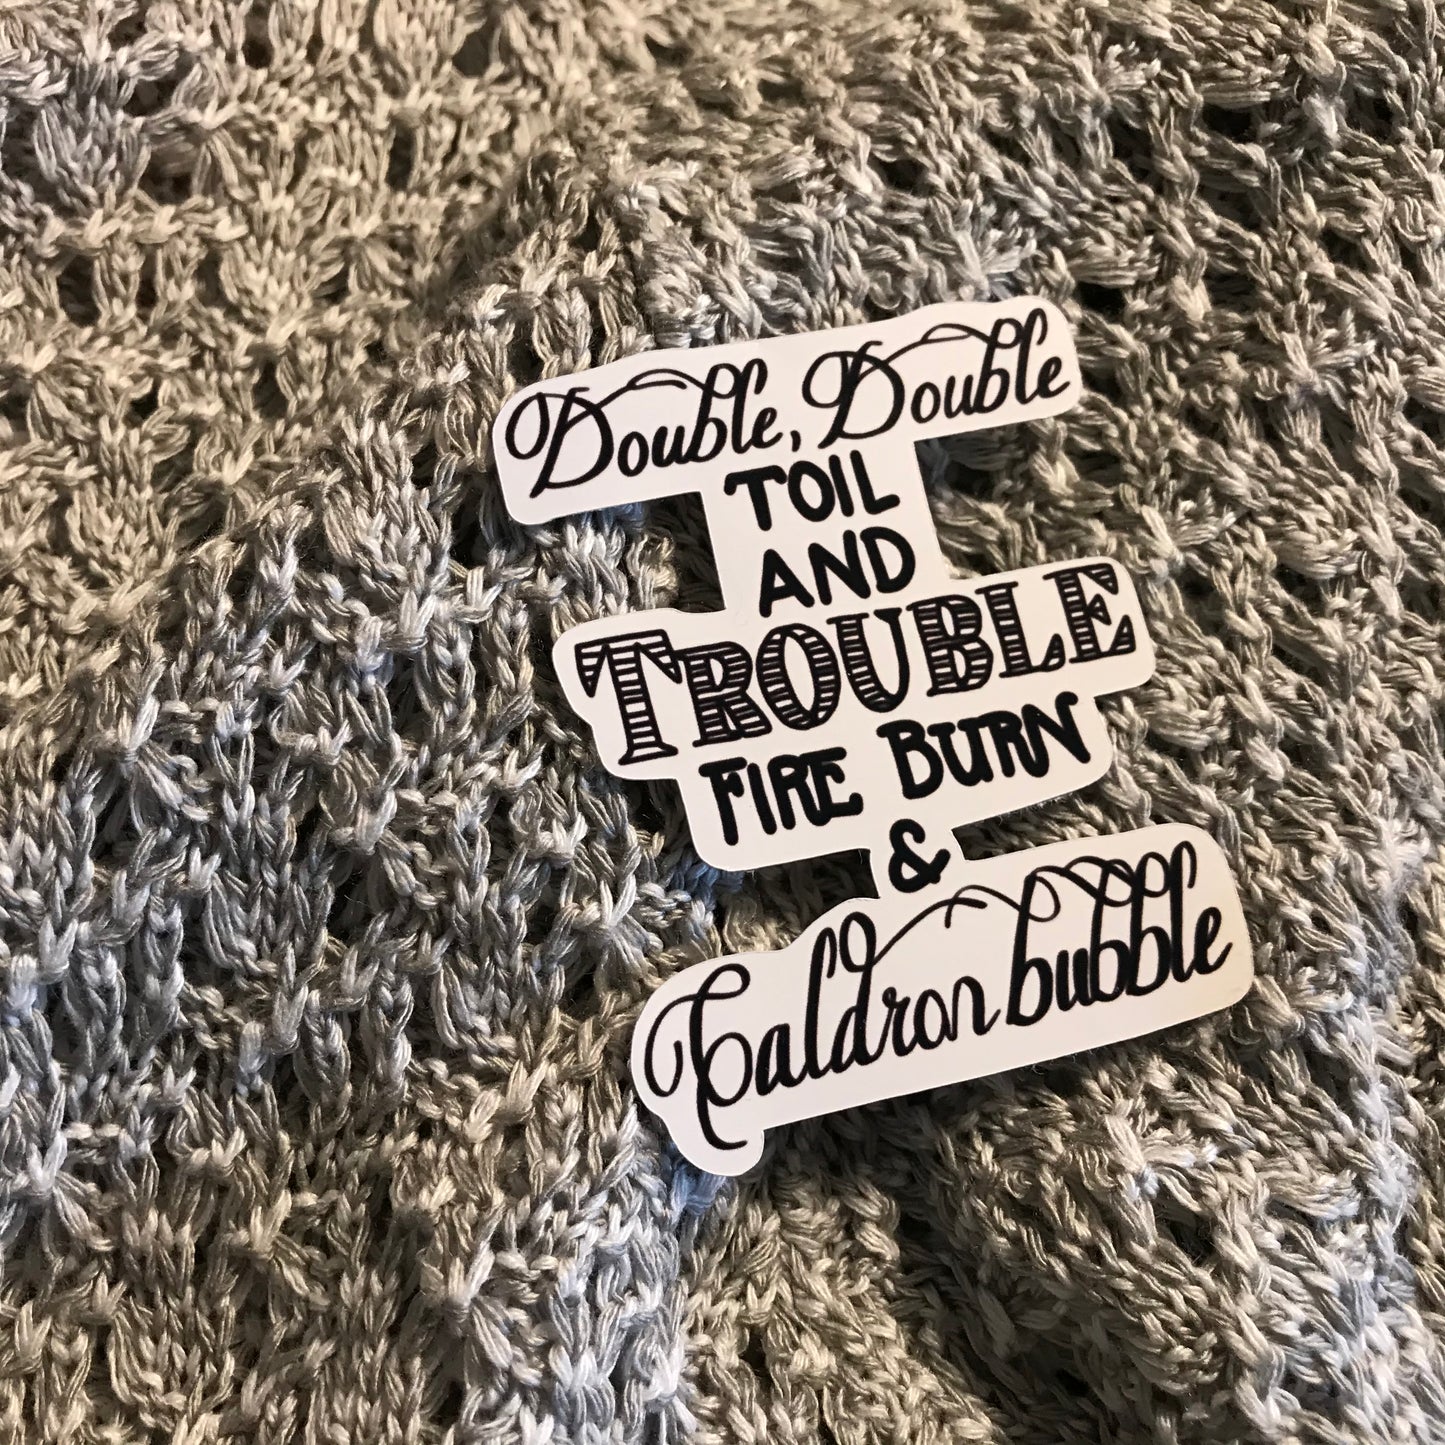 Double, Double
TOIL
AND
TROUBLE
FIRE BURN
&
Caldron bubble